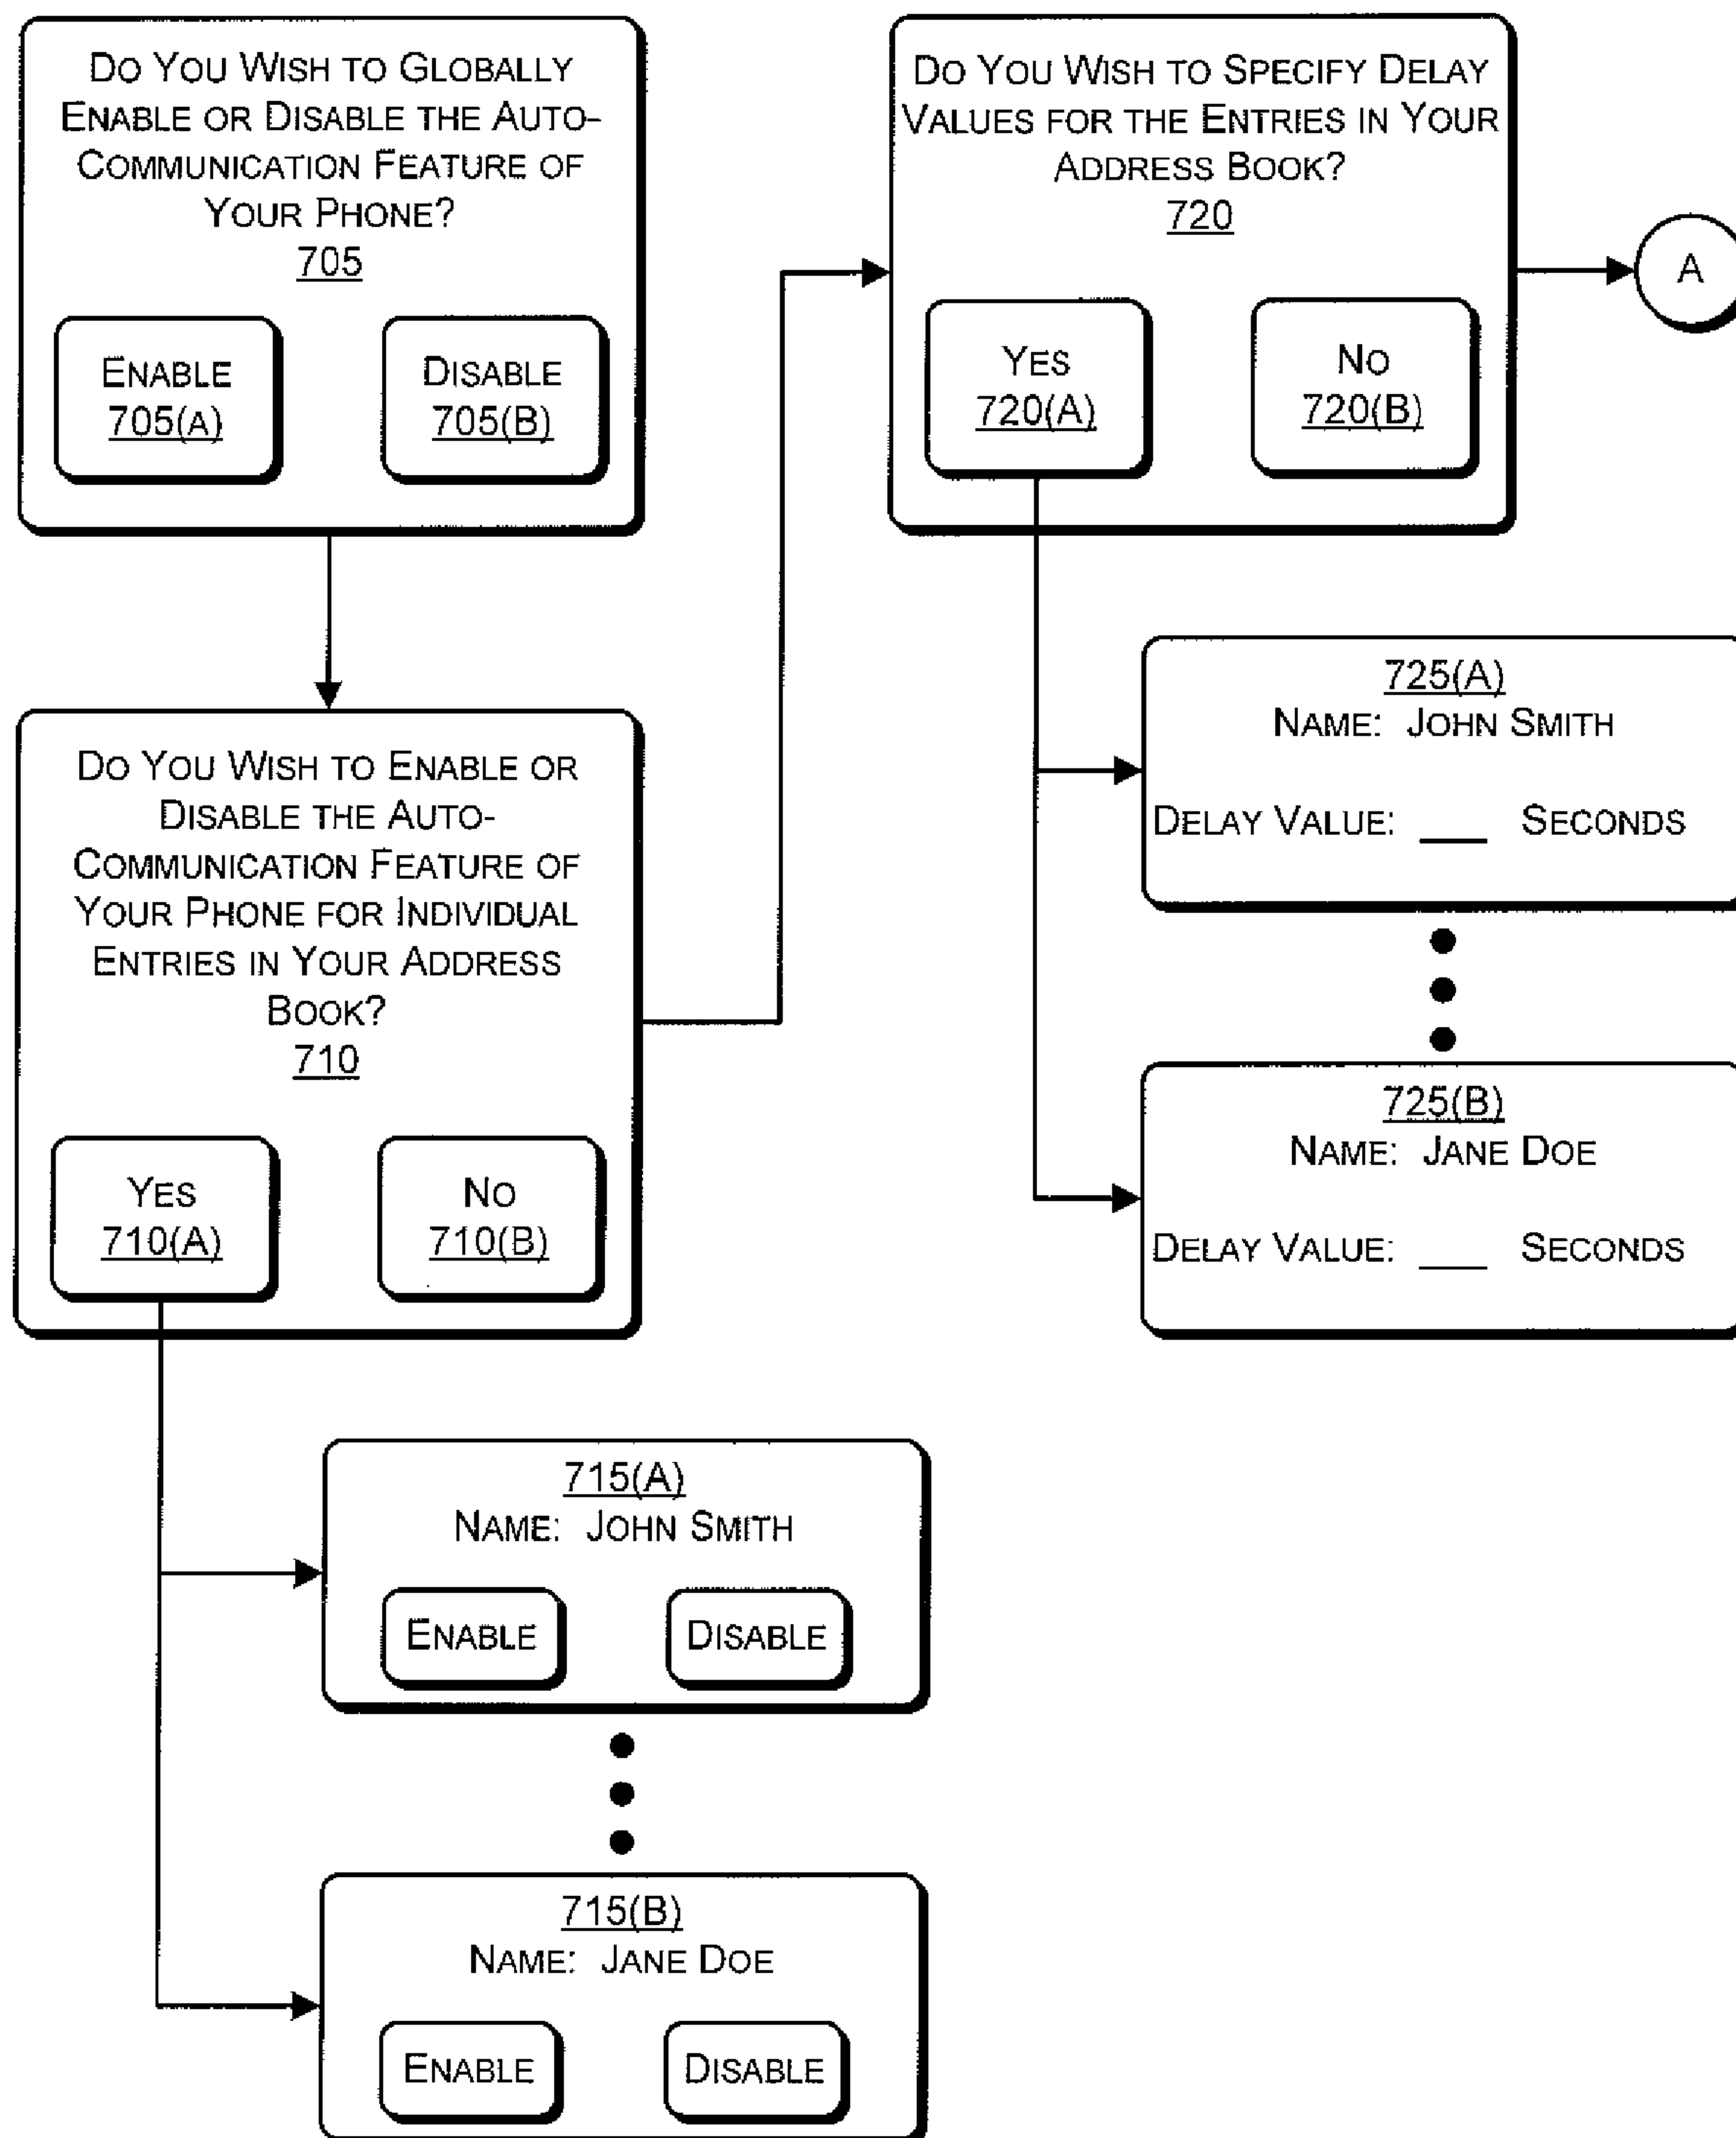 Do You Wish to Globally
Enable or Disable the Auto-
Communication Feature of
Your Phone?
705
Enable
705(A)
Disable
705(B)
Do You Wish to Enable or
Disable the Auto-
Communication Feature of
Your Phone for Individual
Entries in Your Address
Book?
710
Yes
710(A)
No
710(B)
715(A)
Name: John Smith
Enable
Disable
715(B)
Name: Jane Doe
Enable
Disable
Do You Wish to Specify Delay
Values for the Entries in Your
Address Book?
720
Yes
720(A)
No
720(B)
A
725(A)
Name: John Smith
Delay Value: ___ Seconds
725(B)
Name: Jane Doe
Delay Value: ___ Seconds